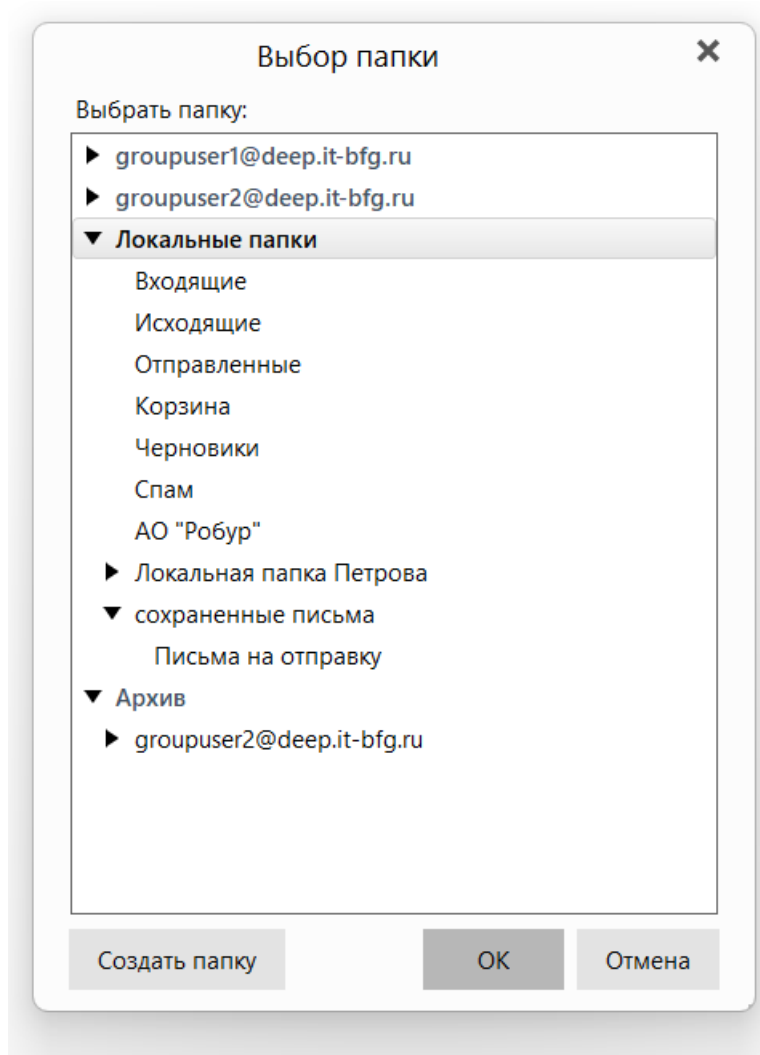 Выбор папки
Выбрать папку:
groupuser1@deep.it-bfg.ru
groupuser2@deep.it-bfg.ru
Локальные папки
Входящие
Исходящие
Отправленные
Корзина
Черновики
Спам
АО "Робур"
Локальная папка Петрова
сохраненные письма
Письма на отправку
Архив
groupuser2@deep.it-bfg.ru
Создать папку ОК Отмена